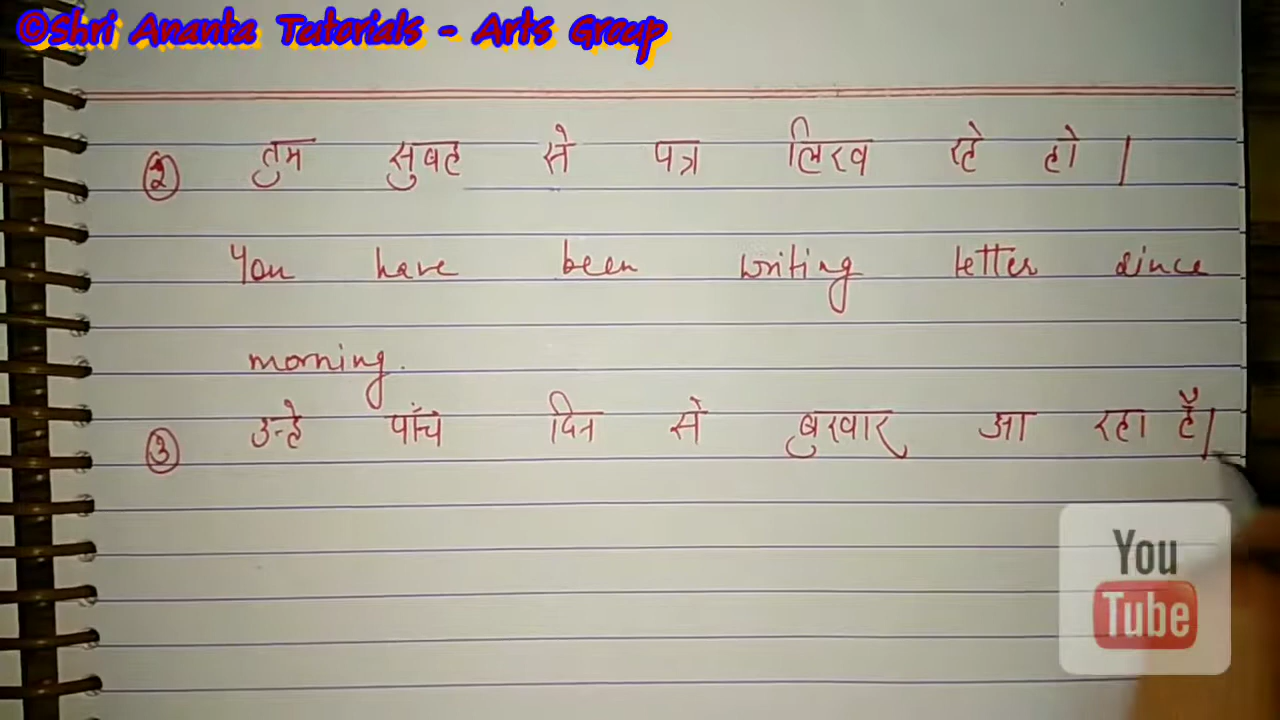 ©Shri Ananta Tutorials - Arts Group
② तुम सुबह से पत्र लिख रहे हो |
You have been writing letter since
morning.
③ उन्हे पाँच दिन से बुखार आ रहा है|
You
Tube